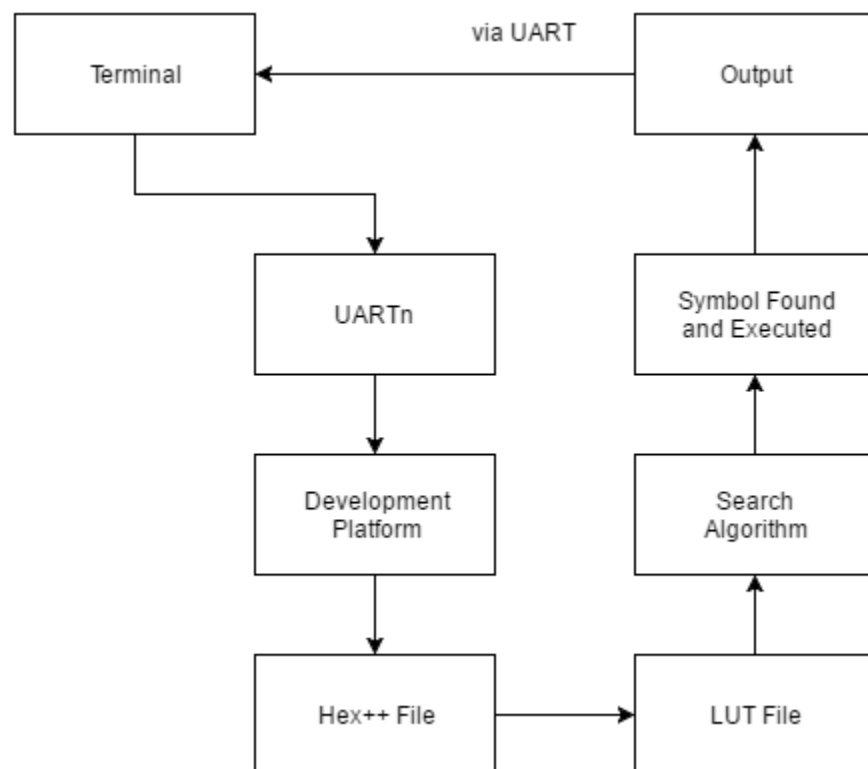 via UART
Terminal
Output
UARTn
Symbol Found
and Executed
Development
Platform
Search
Algorithm
Hex++ File
LUT File